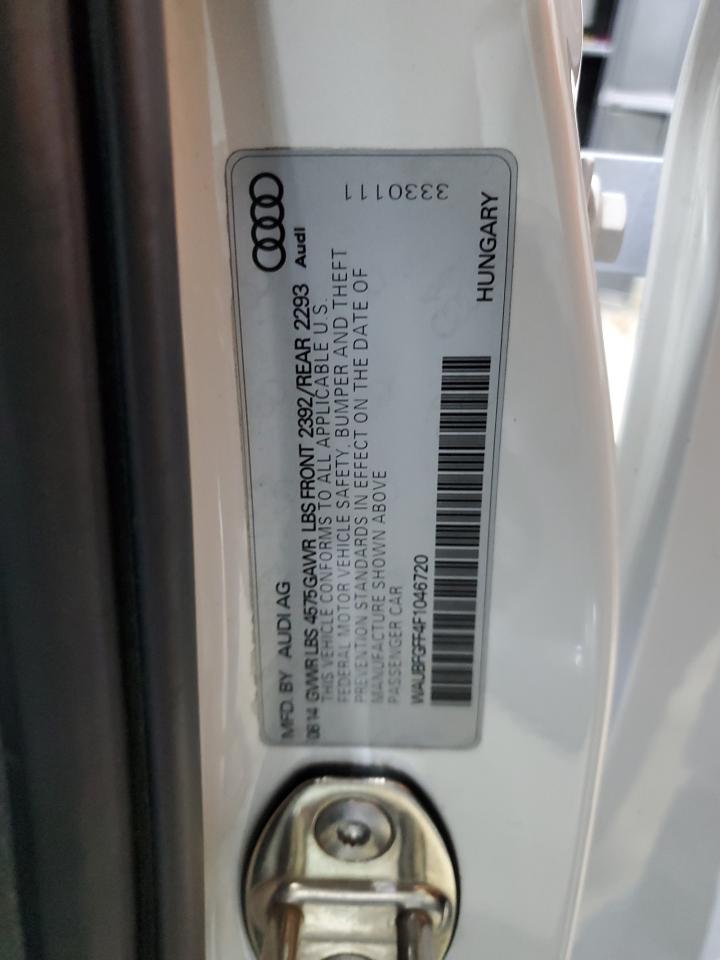 MFD. BY AUDI AG
0614 GVWR LBS 4575 GAWR LBS FRONT 2392/REAR 2293
Audi
THIS VEHICLE CONFORMS TO ALL APPLICABLE U.S.
FEDERAL MOTOR VEHICLE SAFETY, BUMPER AND THEFT
PREVENTION STANDARDS IN EFFECT ON THE DATE OF
MANUFACTURE SHOWN ABOVE
PASSENGER CAR
WAUBFGFF4F1046720
3330111
HUNGARY